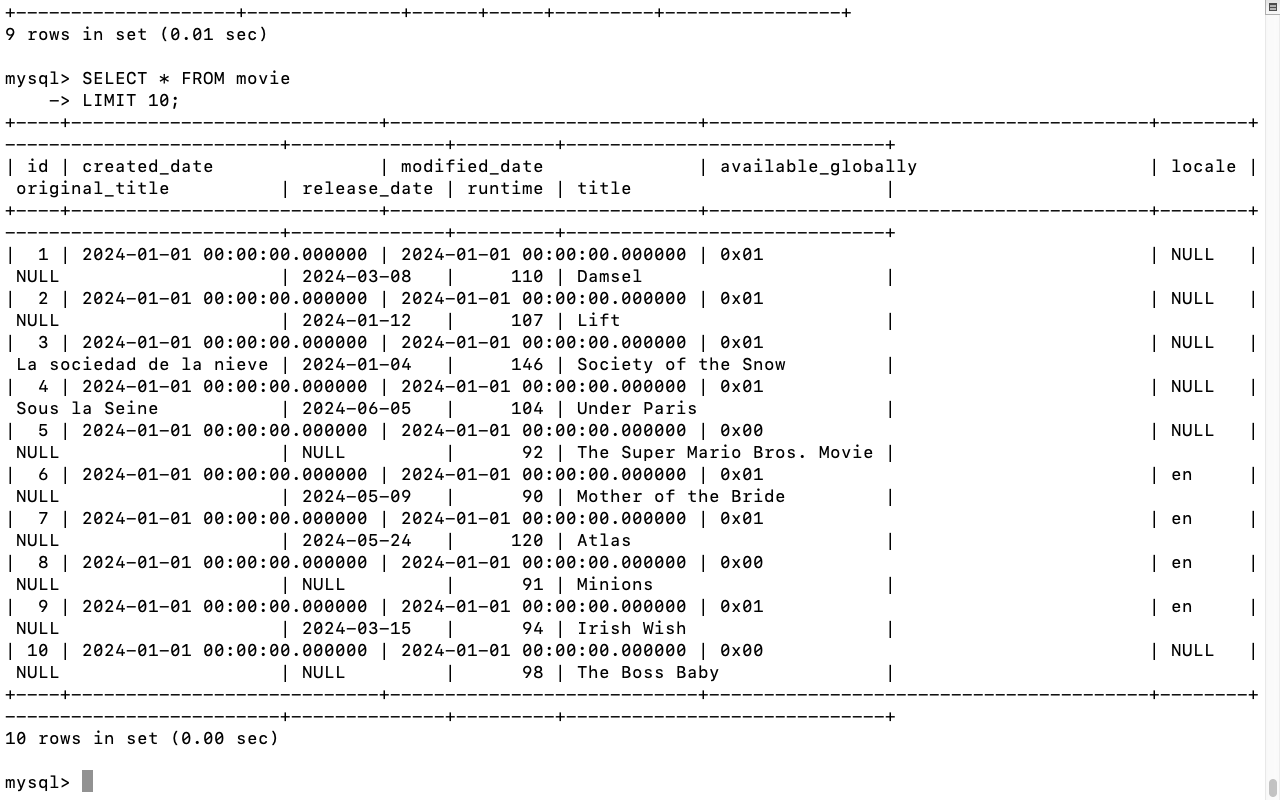 +---------------------+---------------+------+-----+---------+----------------+
9 rows in set (0.01 sec)

mysql> SELECT * FROM movie
    -> LIMIT 10;
+----+----------------------------+----------------------------+----------------------------------------+--------+
-------------------------+--------------+---------+-----------------------------+
| id | created_date               | modified_date              | available_globally                     | locale |
 original_title          | release_date | runtime | title                       |
+----+----------------------------+----------------------------+----------------------------------------+--------+
-------------------------+--------------+---------+-----------------------------+
|  1 | 2024-01-01 00:00:00.000000 | 2024-01-01 00:00:00.000000 | 0x01                                   | NULL   |
 NULL                    | 2024-03-08   |     110 | Damsel                      |
|  2 | 2024-01-01 00:00:00.000000 | 2024-01-01 00:00:00.000000 | 0x01                                   | NULL   |
 NULL                    | 2024-01-12   |     107 | Lift                        |
|  3 | 2024-01-01 00:00:00.000000 | 2024-01-01 00:00:00.000000 | 0x01                                   | NULL   |
 La sociedad de la nieve | 2024-01-04   |     146 | Society of the Snow         |
|  4 | 2024-01-01 00:00:00.000000 | 2024-01-01 00:00:00.000000 | 0x01                                   | NULL   |
 Sous la Seine           | 2024-06-05   |     104 | Under Paris                 |
|  5 | 2024-01-01 00:00:00.000000 | 2024-01-01 00:00:00.000000 | 0x00                                   | NULL   |
 NULL                    | NULL         |      92 | The Super Mario Bros. Movie |
|  6 | 2024-01-01 00:00:00.000000 | 2024-01-01 00:00:00.000000 | 0x01                                   | en     |
 NULL                    | 2024-05-09   |      90 | Mother of the Bride         |
|  7 | 2024-01-01 00:00:00.000000 | 2024-01-01 00:00:00.000000 | 0x01                                   | en     |
 NULL                    | 2024-05-24   |     120 | Atlas                       |
|  8 | 2024-01-01 00:00:00.000000 | 2024-01-01 00:00:00.000000 | 0x00                                   | en     |
 NULL                    | NULL         |      91 | Minions                     |
|  9 | 2024-01-01 00:00:00.000000 | 2024-01-01 00:00:00.000000 | 0x01                                   | en     |
 NULL                    | 2024-03-15   |      94 | Irish Wish                  |
| 10 | 2024-01-01 00:00:00.000000 | 2024-01-01 00:00:00.000000 | 0x00                                   | NULL   |
 NULL                    | NULL         |      98 | The Boss Baby               |
+----+----------------------------+----------------------------+----------------------------------------+--------+
-------------------------+--------------+---------+-----------------------------+
10 rows in set (0.00 sec)

mysql>